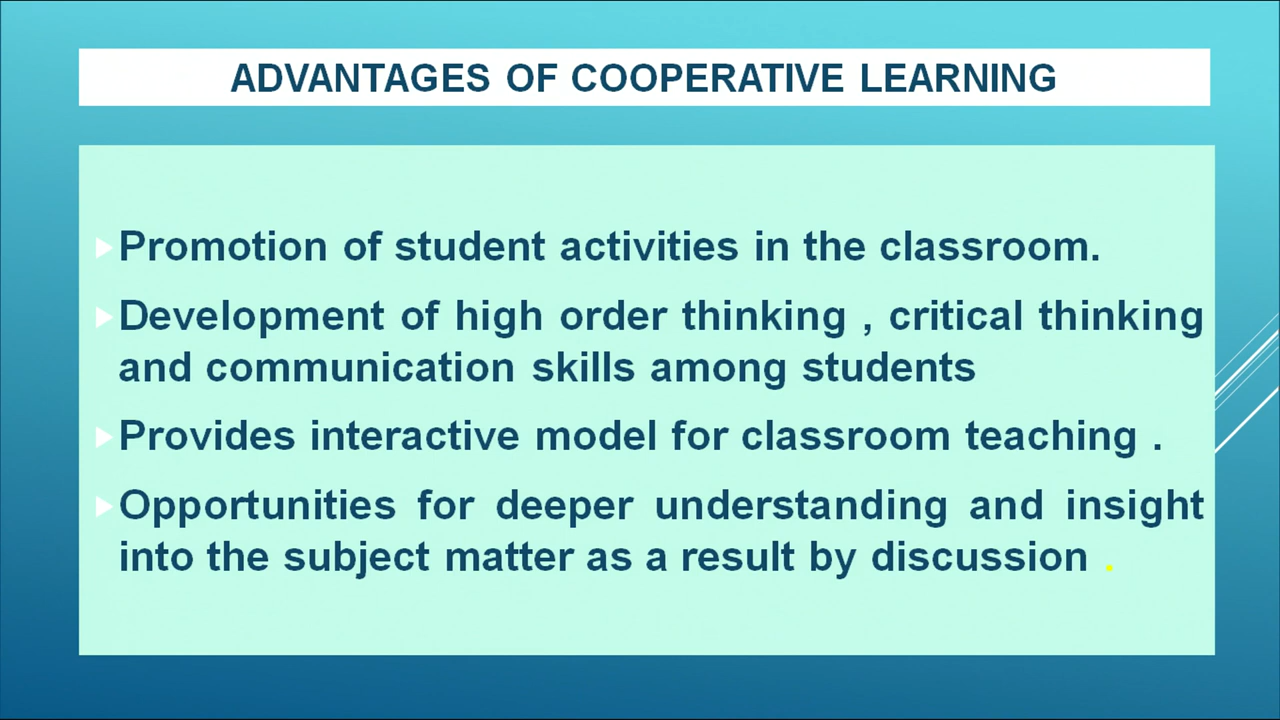 ADVANTAGES OF COOPERATIVE LEARNING
Promotion of student activities in the classroom.
Development of high order thinking , critical thinking
and communication skills among students
Provides interactive model for classroom teaching .
Opportunities for deeper understanding and insight
into the subject matter as a result by discussion .